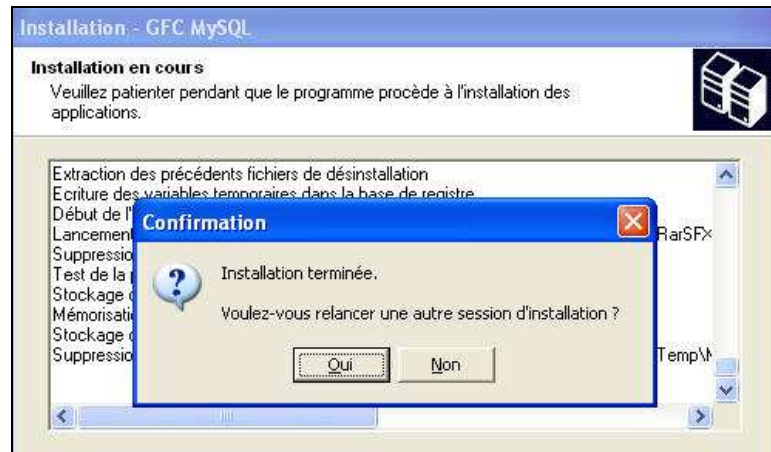 Installation - GFC MySQL
Installation en cours
Veuillez patienter pendant que le programme procède à l'installation des
applications.
Extraction des précédents fichiers de désinstallation
Ecriture des variables temporaires dans la base de registre
Début de l'
Confirmation
Lancement
RarSFX
Suppressio
Installation terminée.
Test de la
Stockage
Voulez-vous relancer une autre session d'installation ?
Mémorisati
Stockage
Suppressio
Temp\
Qui
Non